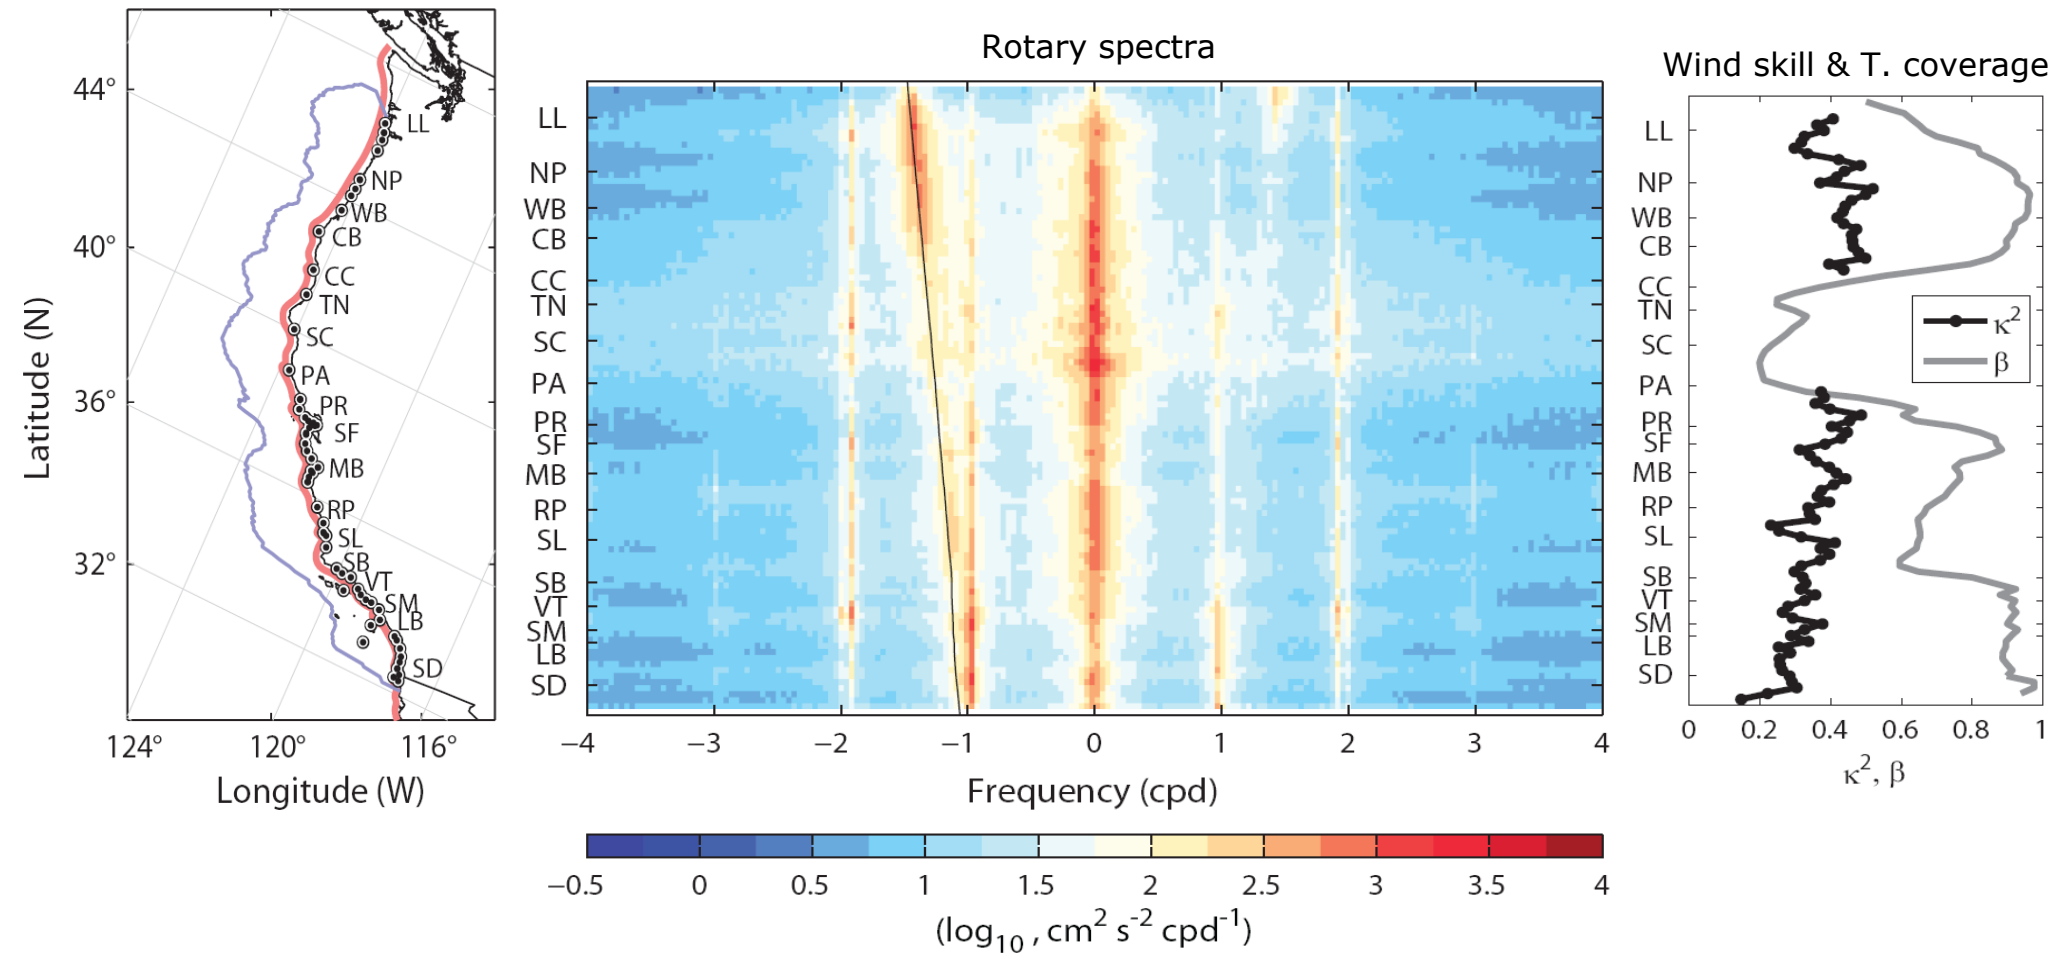 Rotary spectra
Wind skill & T. coverage
44°
40°
36°
32°
Latitude (N)
124°
120°
116°
Longitude (W)
LL
NP
WB
CB
CC
TN
SC
PA
PR
SF
MB
RP
SL
SB
VT
SM
LB
SD
LL
NP
WB
CB
CC
TN
SC
PA
PR
SF
MB
RP
SL
SB
VT
SM
LB
SD
−4 −3 −2 −1 0 1 2 3 4
Frequency (cpd)
−0.5 0 0.5 1 1.5 2 2.5 3 3.5 4
(log10 , cm2 s-2 cpd-1)
LL
NP
WB
CB
CC
TN
SC
PA
PR
SF
MB
RP
SL
SB
VT
SM
LB
SD
κ2
β
0 0.2 0.4 0.6 0.8 1
κ2, β